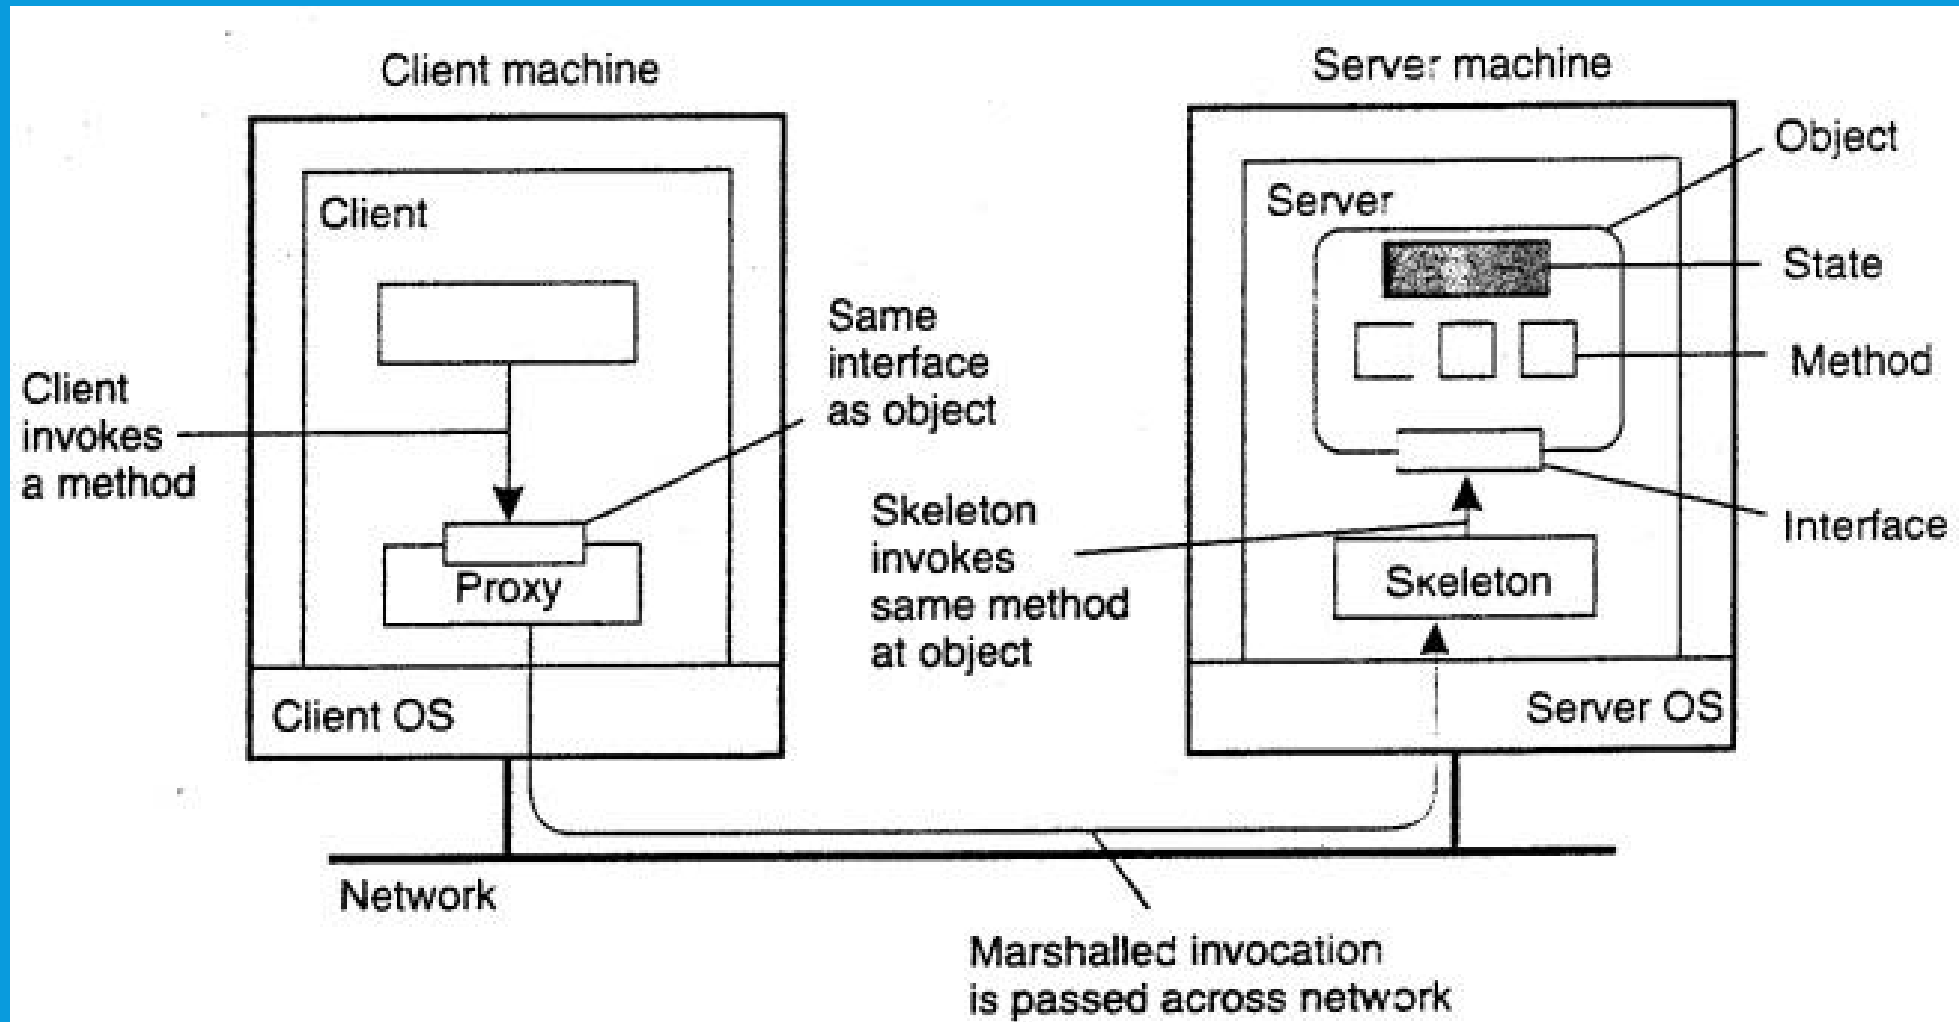 Client machine
Server machine
Object
Client
Server
State
Same
interface
as object
Method
Client
invokes
a method
Skeleton
invokes
same method
at object
Interface
Proxy
Skeleton
Client OS
Server OS
Network
Marshalled invocation
is passed across network